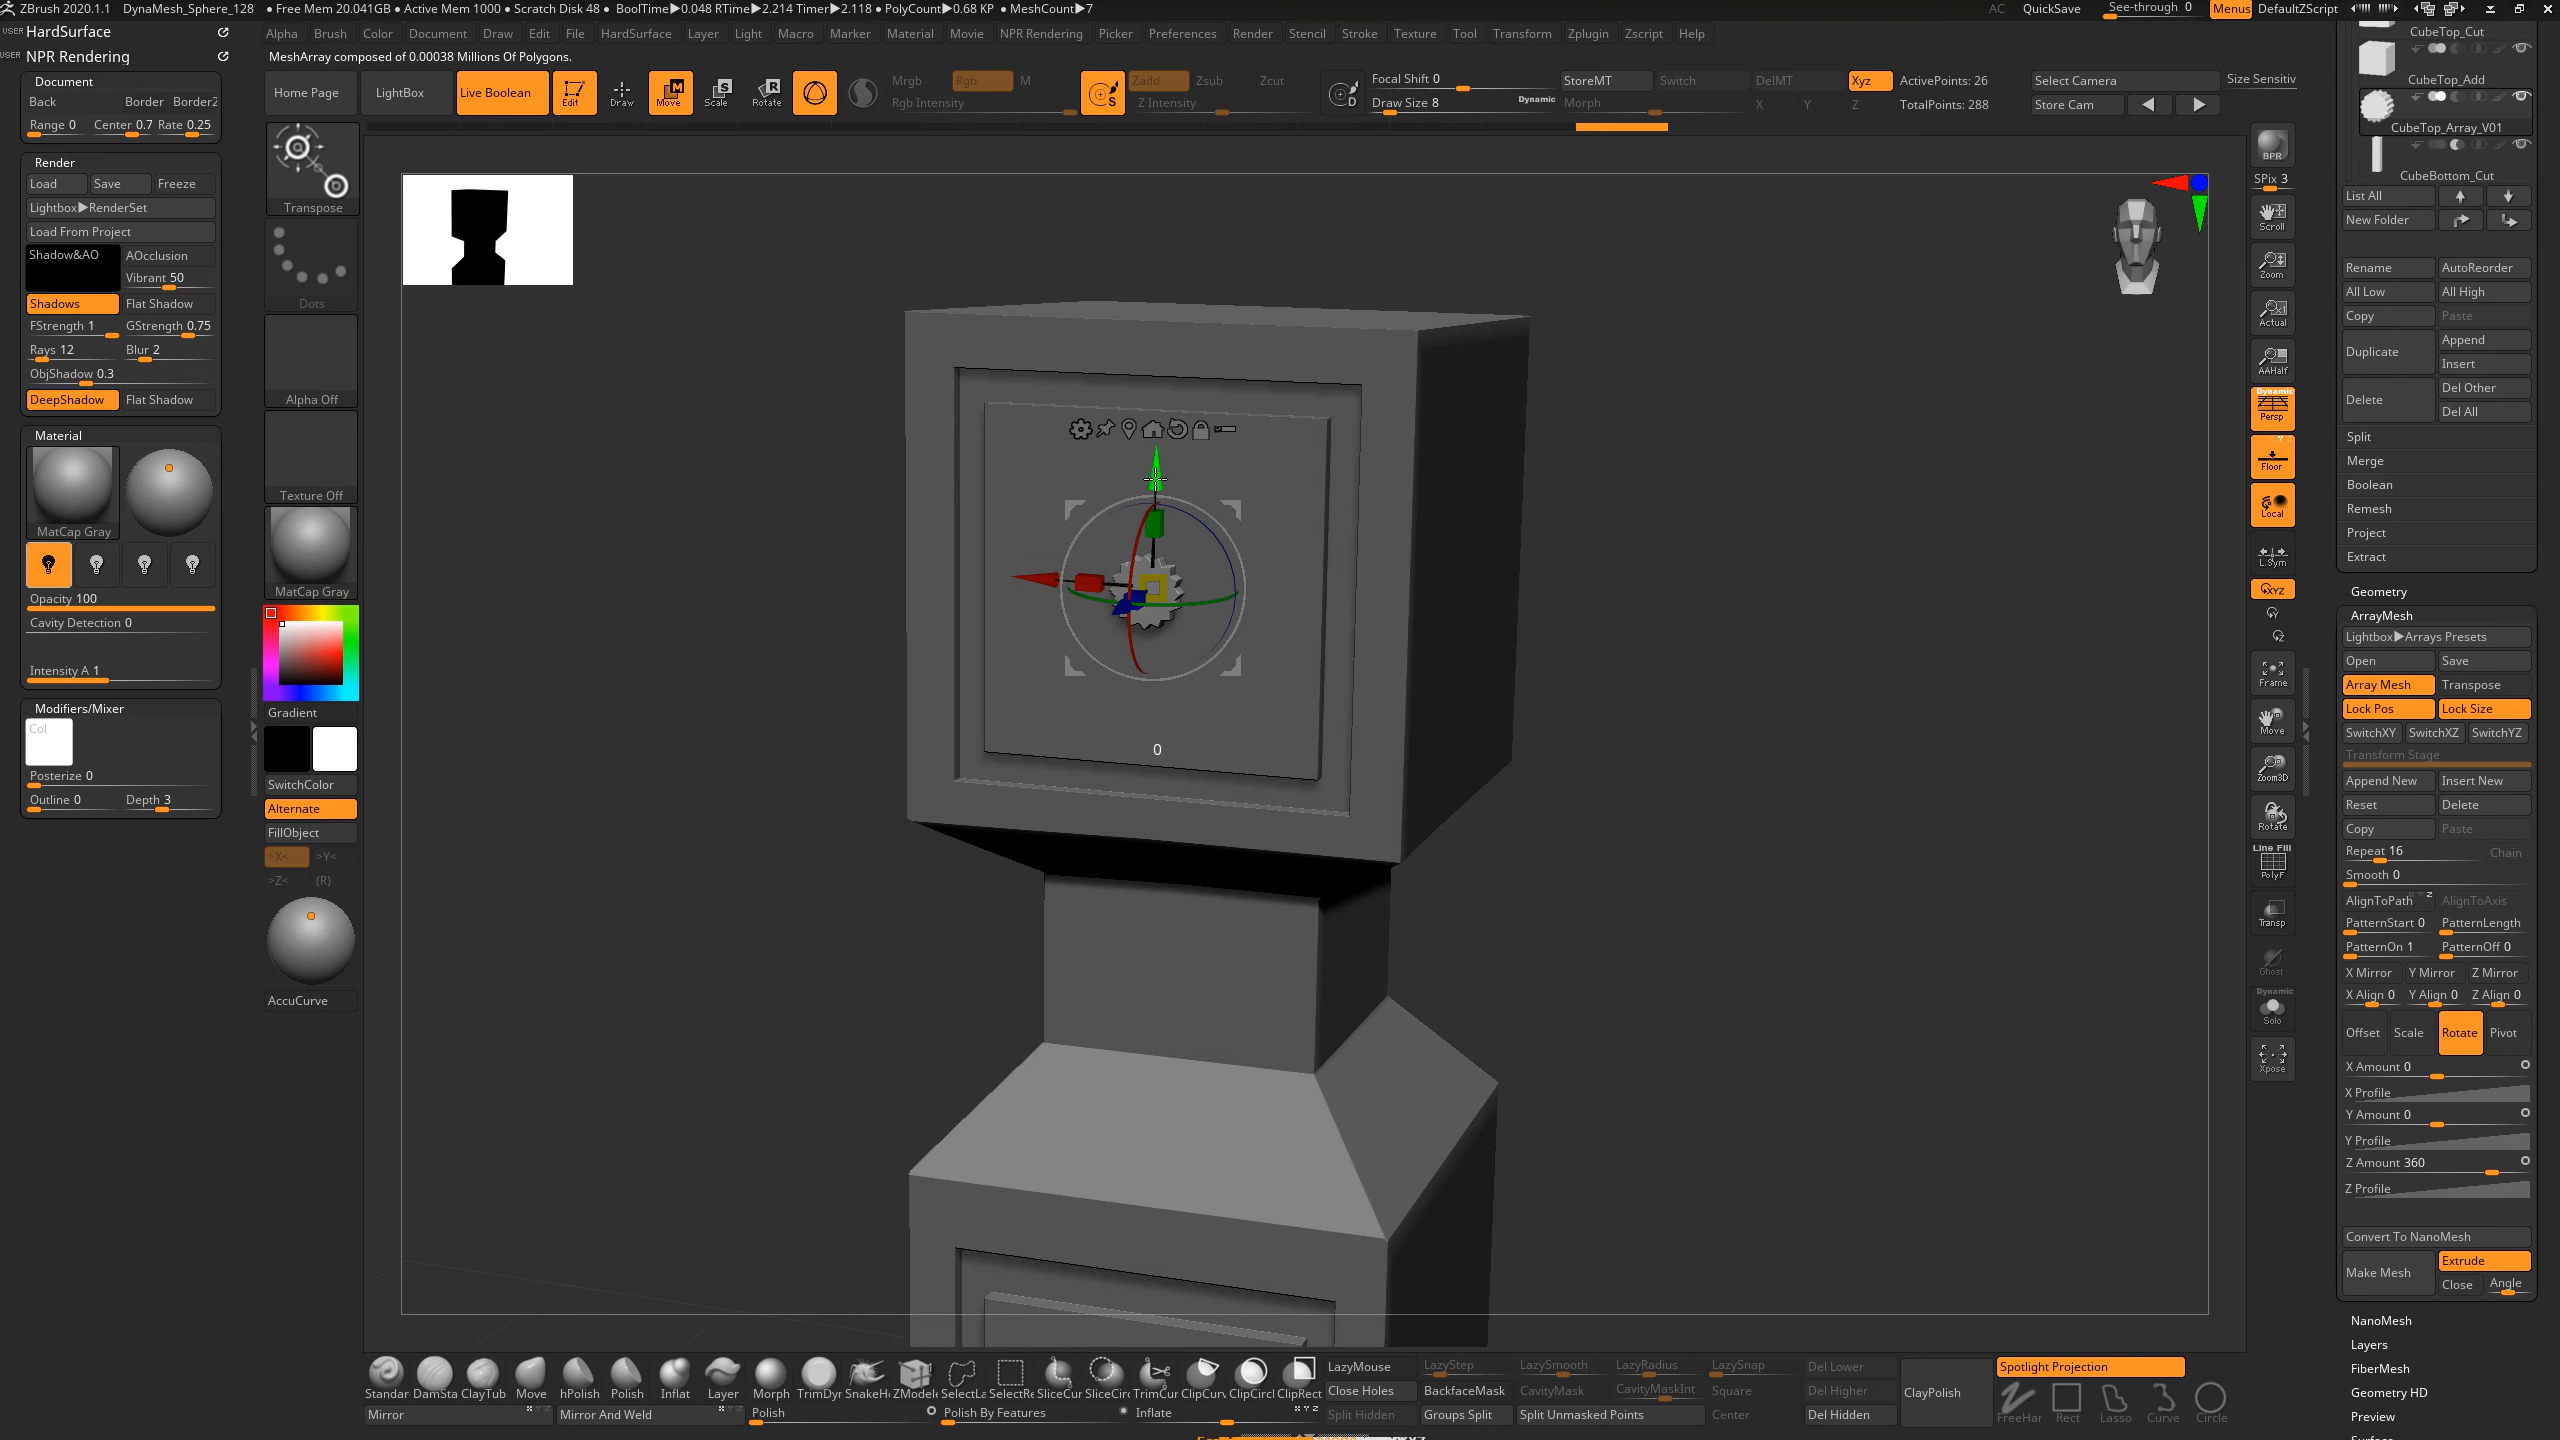 ZBrush 2020.1.1 DynaMesh_Sphere_128 • Free Mem 20.041GB • Active Mem 1000 • Scratch Disk 48 • BoolTime▶0.048 RTime▶2.214 Timer▶2.118 • PolyCount▶0.68 KP • MeshCount▶7 AC QuickSave See-through 0 Menus DefaultZScript
USER HardSurface
Alpha Brush Color Document Draw Edit File HardSurface Layer Light Macro Marker Material Movie NPR Rendering Picker Preferences Render Stencil Stroke Texture Tool Transform Zplugin Zscript Help
USER NPR Rendering
MeshArray composed of 0.00038 Millions Of Polygons.
Home Page LightBox Live Boolean Edit Draw Move Scale Rotate
Mrgb Rgb M
Rgb Intensity
Zadd Zsub Zcut
Z Intensity
Focal Shift 0
Draw Size 8 Dynamic
StoreMT Switch DelMT
Morph X Y Z
Xyz ActivePoints: 26
TotalPoints: 288
Select Camera Size Sensitiv
Store Cam
Document
Back Border Border2
Range 0 Center 0.7 Rate 0.25
Render
Load Save Freeze
Lightbox▶RenderSet
Load From Project
Shadow&AO AOcclusion
Vibrant 50
Shadows Flat Shadow
FStrength 1 GStrength 0.75
Rays 12 Blur 2
ObjShadow 0.3
DeepShadow Flat Shadow
Material
MatCap Gray
Opacity 100
Cavity Detection 0
Intensity A 1
Modifiers/Mixer
Col
Posterize 0
Outline 0 Depth 3
Transpose
Dots
Alpha Off
Texture Off
MatCap Gray
Gradient
SwitchColor
Alternate
FillObject
>X< >Y<
>Z< (R)
AccuCurve
0
BPR
SPix 3
Scroll
Zoom
Actual
AAHalf
Dynamic
Persp
Floor
Local
L.Sym
XYZ
Frame
Move
Zoom3D
Rotate
Line Fill
PolyF
Transp
Ghost
Dynamic
Solo
Xpose
CubeTop_Cut
CubeTop_Add
CubeTop_Array_V01
CubeBottom_Cut
List All
New Folder
Rename AutoReorder
All Low All High
Copy Paste
Duplicate Append
Insert
Delete Del Other
Del All
Split
Merge
Boolean
Remesh
Project
Extract
Geometry
ArrayMesh
Lightbox▶Arrays Presets
Open Save
Array Mesh Transpose
Lock Pos Lock Size
SwitchXY SwitchXZ SwitchYZ
Transform Stage
Append New Insert New
Reset Delete
Copy Paste
Repeat 16 Chain
Smooth 0
AlignToPath AlignToAxis
PatternStart 0 PatternLength
PatternOn 1 PatternOff 0
X Mirror Y Mirror Z Mirror
X Align 0 Y Align 0 Z Align 0
Offset Scale Rotate Pivot
X Amount 0
X Profile
Y Amount 0
Y Profile
Z Amount 360
Z Profile
Convert To NanoMesh
Make Mesh Extrude
Close Angle
NanoMesh
Layers
FiberMesh
Geometry HD
Preview
Standar DamSta ClayTub Move hPolish Polish Inflat Layer Morph TrimDyr SnakeH ZModele SelectLa SelectRe SliceCur SliceCirc TrimCur ClipCurv ClipCircl ClipRect
Mirror Mirror And Weld Polish Polish By Features Inflate
LazyMouse LazyStep LazySmooth LazyRadius LazySnap Del Lower
Close Holes BackfaceMask CavityMask CavityMaskInt Square Del Higher
Split Hidden Groups Split Split Unmasked Points Center Del Hidden
ClayPolish
Spotlight Projection
FreeHar Rect Lasso Curve Circle